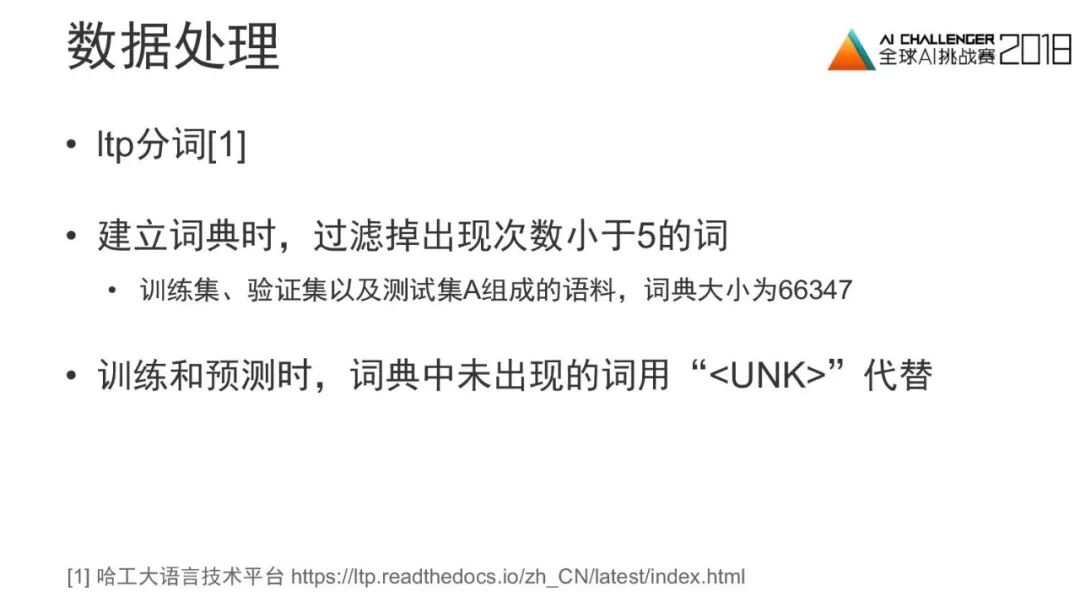 数据处理
AI CHALLENGER
全球AI挑战赛2018
• ltp分词[1]
• 建立词典时，过滤掉出现次数小于5的词
• 训练集、验证集以及测试集A组成的语料，词典大小为66347
• 训练和预测时，词典中未出现的词用“<UNK>”代替
[1] 哈工大语言技术平台 https://ltp.readthedocs.io/zh_CN/latest/index.html